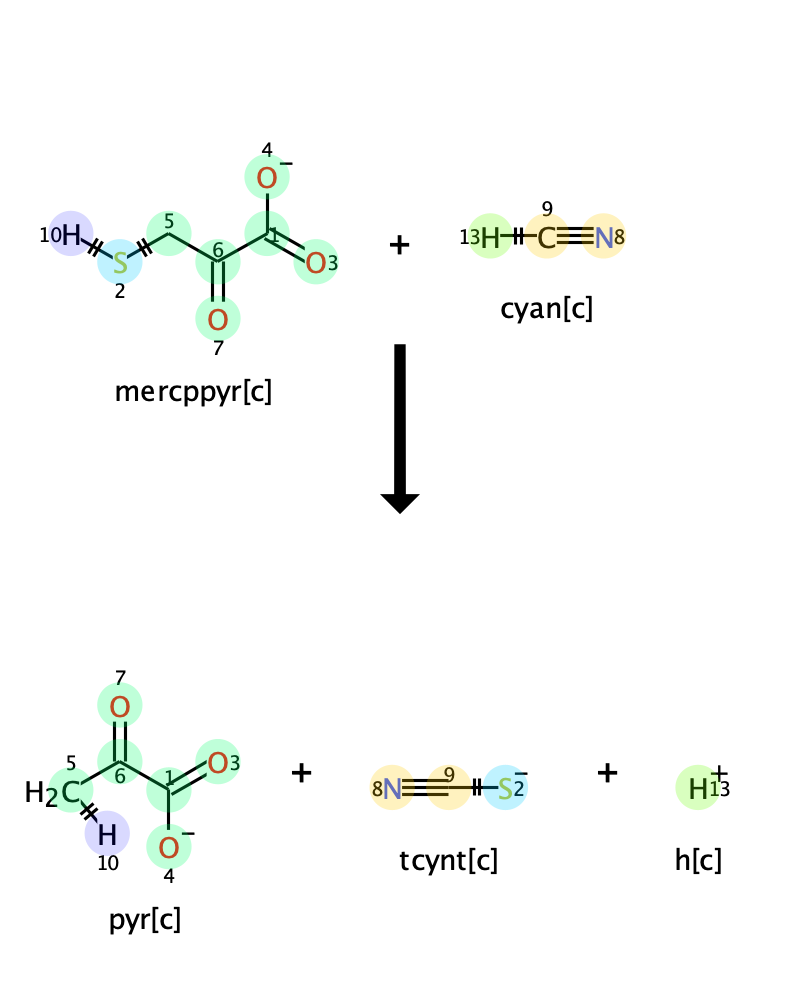 4
O−
10H S 5 6 1 O3
2
O
7
mercppyr[c]
+
9
13H C N8
cyan[c]
7
O
5 6 1 O3
H2C
H
10
O−
4
pyr[c]
+
8N 9 S2−
tcynt[c]
+
H13+
h[c]